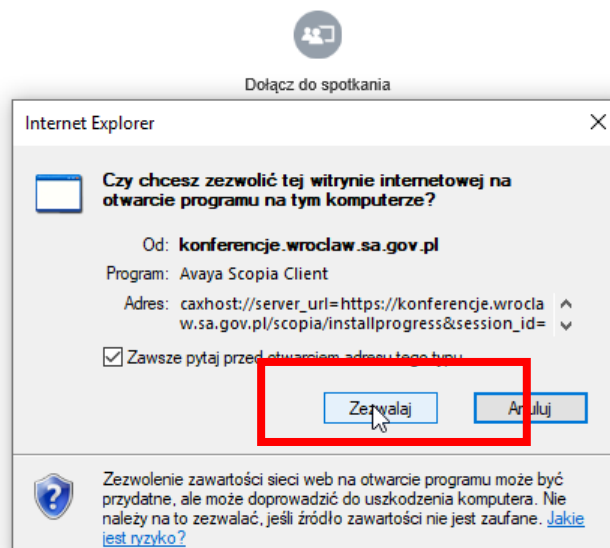 Dołącz do spotkania
Internet Explorer
Czy chcesz zezwolić tej witrynie internetowej na
otwarcie programu na tym komputerze?
Od: konferencje.wroclaw.sa.gov.pl
Program: Avaya Scopia Client
Adres: caxhost://server_url=https://konferencje.wrocla
w.sa.gov.pl/scopia/installprogress&session_id=
Zawsze pytaj przed otwarciem adresu tego typu
Zezwalaj Anuluj
Zezwolenie zawartości sieci web na otwarcie programu może być
przydatne, ale może doprowadzić do uszkodzenia komputera. Nie
należy na to zezwalać, jeśli źródło zawartości nie jest zaufane. Jakie
jest ryzyko?